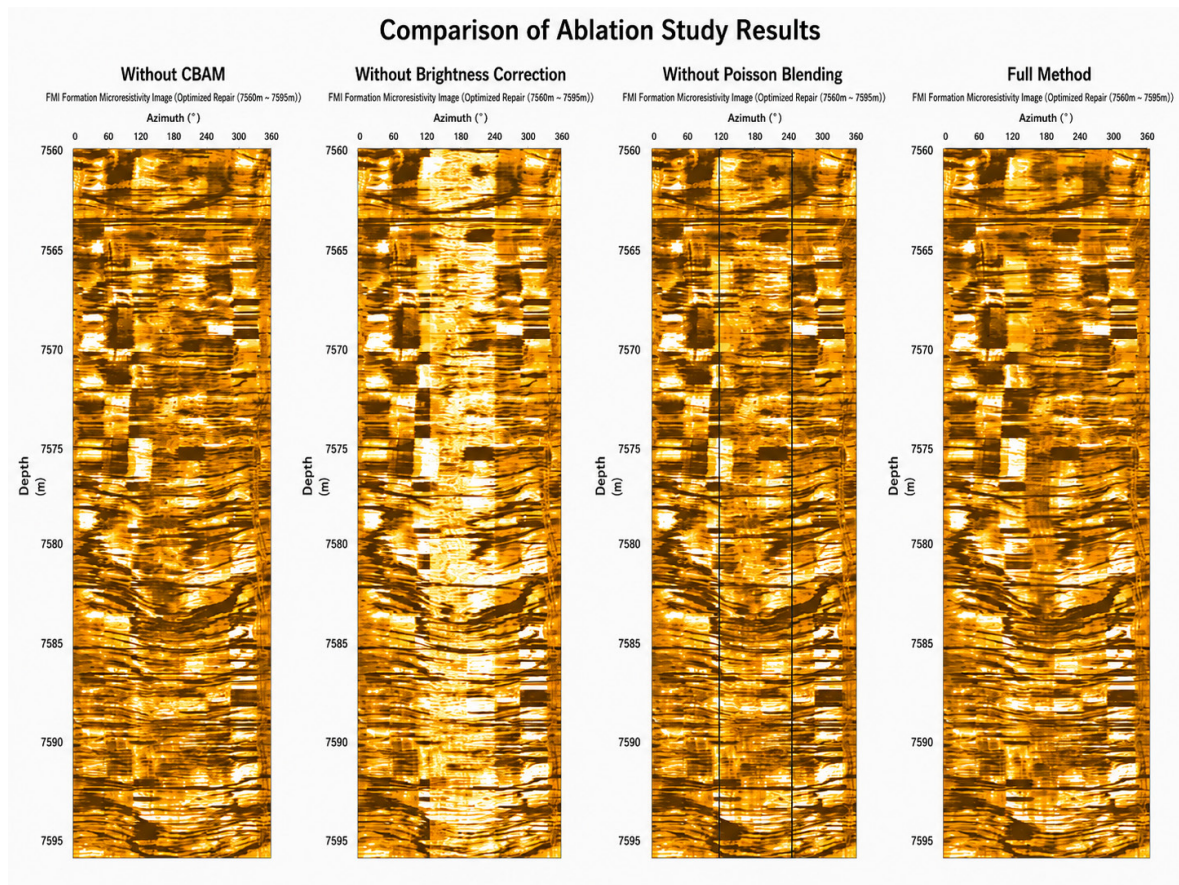 Comparison of Ablation Study Results
Without CBAM
FMI Formation Microresistivity Image (Optimized Repair (7560m ~ 7595m))
Azimuth (°)
0 60 120 180 240 300 360
7560
7565
7570
7575
7580
7585
7590
7595
Depth
(m)
Without Brightness Correction
FMI Formation Microresistivity Image (Optimized Repair (7560m ~ 7595m))
Azimuth (°)
0 60 120 180 240 300 360
7560
7565
7570
7575
7580
7585
7590
7595
Depth
(m)
Without Poisson Blending
FMI Formation Microresistivity Image (Optimized Repair (7560m ~ 7595m))
Azimuth (°)
0 60 120 180 240 300 360
7560
7565
7570
7575
7580
7585
7590
7595
Depth
(m)
Full Method
FMI Formation Microresistivity Image (Optimized Repair (7560m ~ 7595m))
Azimuth (°)
0 60 120 180 240 300 360
7560
7565
7570
7575
7580
7585
7590
7595
Depth
(m)